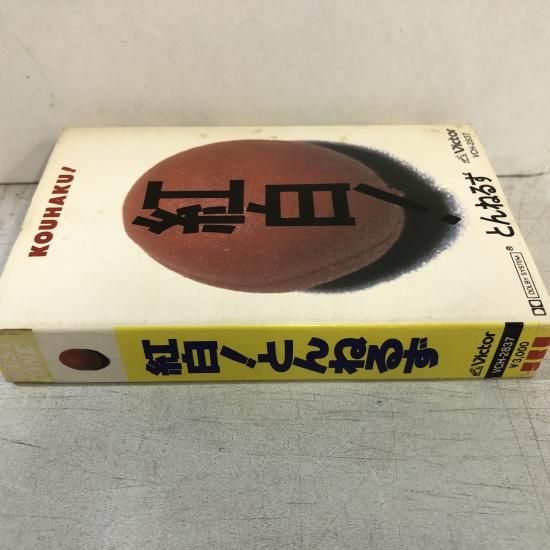 KOUHAKU!
紅白!
とんねるず
Victor
VCH-2837
DOLBY SYSTEM ®
紅白!とんねるず
Victor
VCH-2837
¥3,000